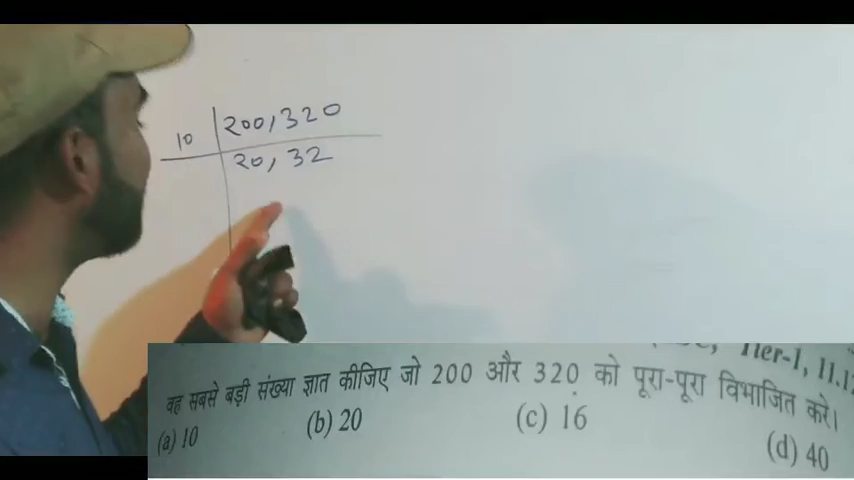 10 | 200, 320
20, 32
Tier-1, 11.1
वह सबसे बड़ी संख्या ज्ञात कीजिए जो 200 और 320 को पूरा-पूरा विभाजित करे।
(a) 10 (b) 20 (c) 16 (d) 40